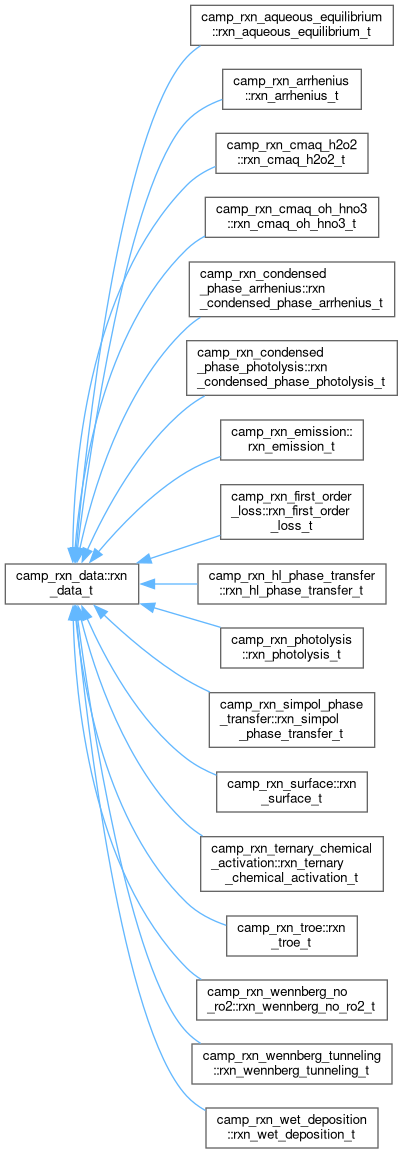 camp_rxn_aqueous_equilibrium
::rxn_aqueous_equilibrium_t
camp_rxn_arrhenius
::rxn_arrhenius_t
camp_rxn_cmaq_h2o2
::rxn_cmaq_h2o2_t
camp_rxn_cmaq_oh_hno3
::rxn_cmaq_oh_hno3_t
camp_rxn_condensed
_phase_arrhenius::rxn
_condensed_phase_arrhenius_t
camp_rxn_condensed
_phase_photolysis::rxn
_condensed_phase_photolysis_t
camp_rxn_emission::
rxn_emission_t
camp_rxn_first_order
_loss::rxn_first_order
_loss_t
camp_rxn_data::rxn
_data_t
camp_rxn_hl_phase_transfer
::rxn_hl_phase_transfer_t
camp_rxn_photolysis
::rxn_photolysis_t
camp_rxn_simpol_phase
_transfer::rxn_simpol
_phase_transfer_t
camp_rxn_surface::rxn
_surface_t
camp_rxn_ternary_chemical
_activation::rxn_ternary
_chemical_activation_t
camp_rxn_troe::rxn
_troe_t
camp_rxn_wennberg_no
_ro2::rxn_wennberg_no_ro2_t
camp_rxn_wennberg_tunneling
::rxn_wennberg_tunneling_t
camp_rxn_wet_deposition
::rxn_wet_deposition_t